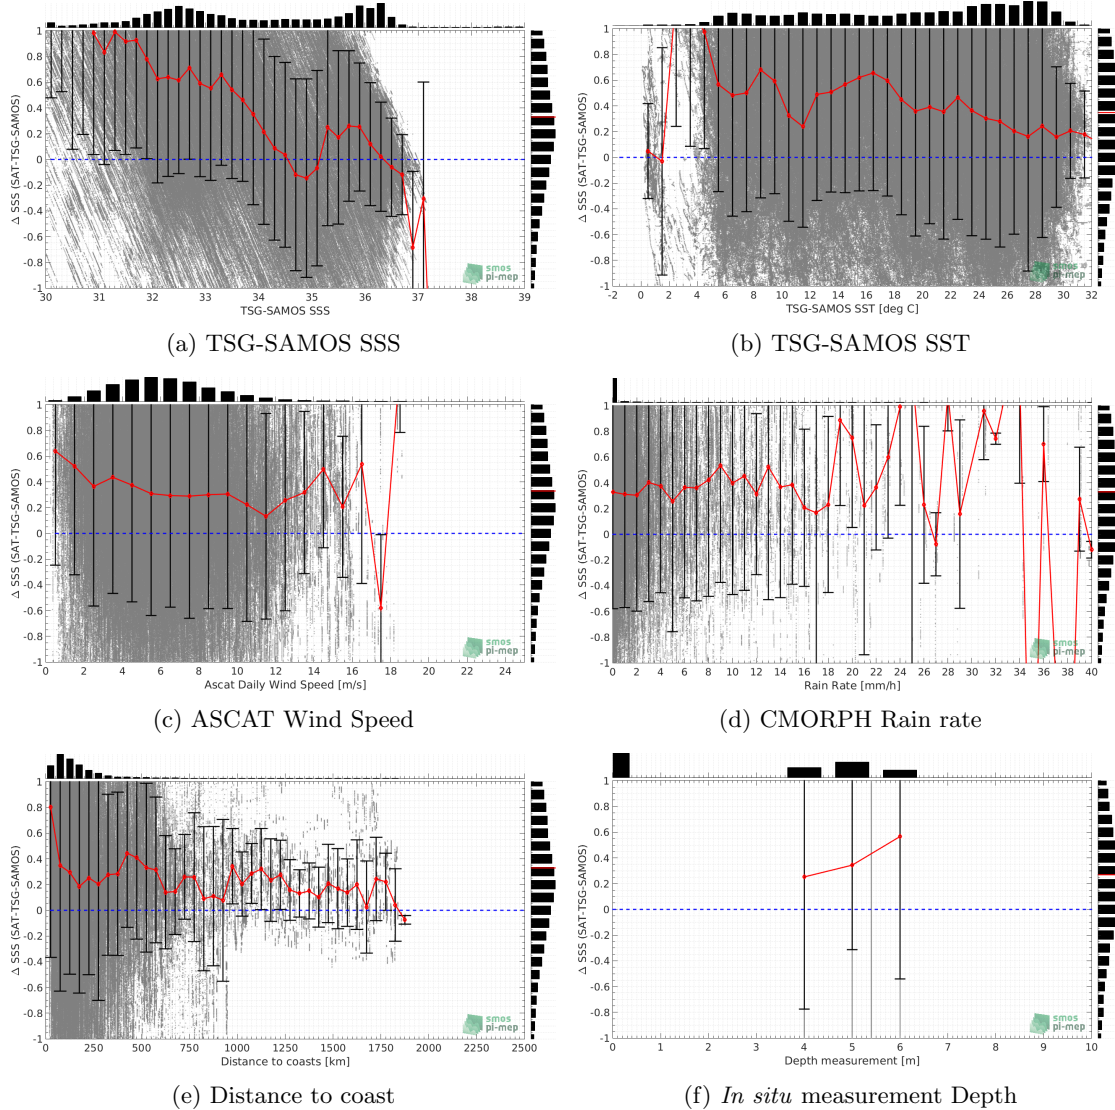 1
0.8
0.6
0.4
0.2
0
-0.2
-0.4
-0.6
-0.8
-1
Δ SSS (SAT-TSG-SAMOS)
30 31 32 33 34 35 36 37 38 39
TSG-SAMOS SSS
smos
pi-mep
(a) TSG-SAMOS SSS
1
0.8
0.6
0.4
0.2
0
-0.2
-0.4
-0.6
-0.8
-1
Δ SSS (SAT-TSG-SAMOS)
-2 0 2 4 6 8 10 12 14 16 18 20 22 24 26 28 30 32
TSG-SAMOS SST [deg C]
smos
pi-mep
(b) TSG-SAMOS SST
1
0.8
0.6
0.4
0.2
0
-0.2
-0.4
-0.6
-0.8
-1
Δ SSS (SAT-TSG-SAMOS)
0 2 4 6 8 10 12 14 16 18 20 22 24
Ascat Daily Wind Speed [m/s]
smos
pi-mep
(c) ASCAT Wind Speed
1
0.8
0.6
0.4
0.2
0
-0.2
-0.4
-0.6
-0.8
-1
Δ SSS (SAT-TSG-SAMOS)
0 2 4 6 8 10 12 14 16 18 20 22 24 26 28 30 32 34 36 38 40
Rain Rate [mm/h]
smos
pi-mep
(d) CMORPH Rain rate
1
0.8
0.6
0.4
0.2
0
-0.2
-0.4
-0.6
-0.8
-1
Δ SSS (SAT-TSG-SAMOS)
0 250 500 750 1000 1250 1500 1750 2000 2250 2500
Distance to coasts [km]
smos
pi-mep
(e) Distance to coast
1
0.8
0.6
0.4
0.2
0
-0.2
-0.4
-0.6
-0.8
-1
Δ SSS (SAT-TSG-SAMOS)
0 1 2 3 4 5 6 7 8 9 10
Depth measurement [m]
smos
pi-mep
(f) In situ measurement Depth